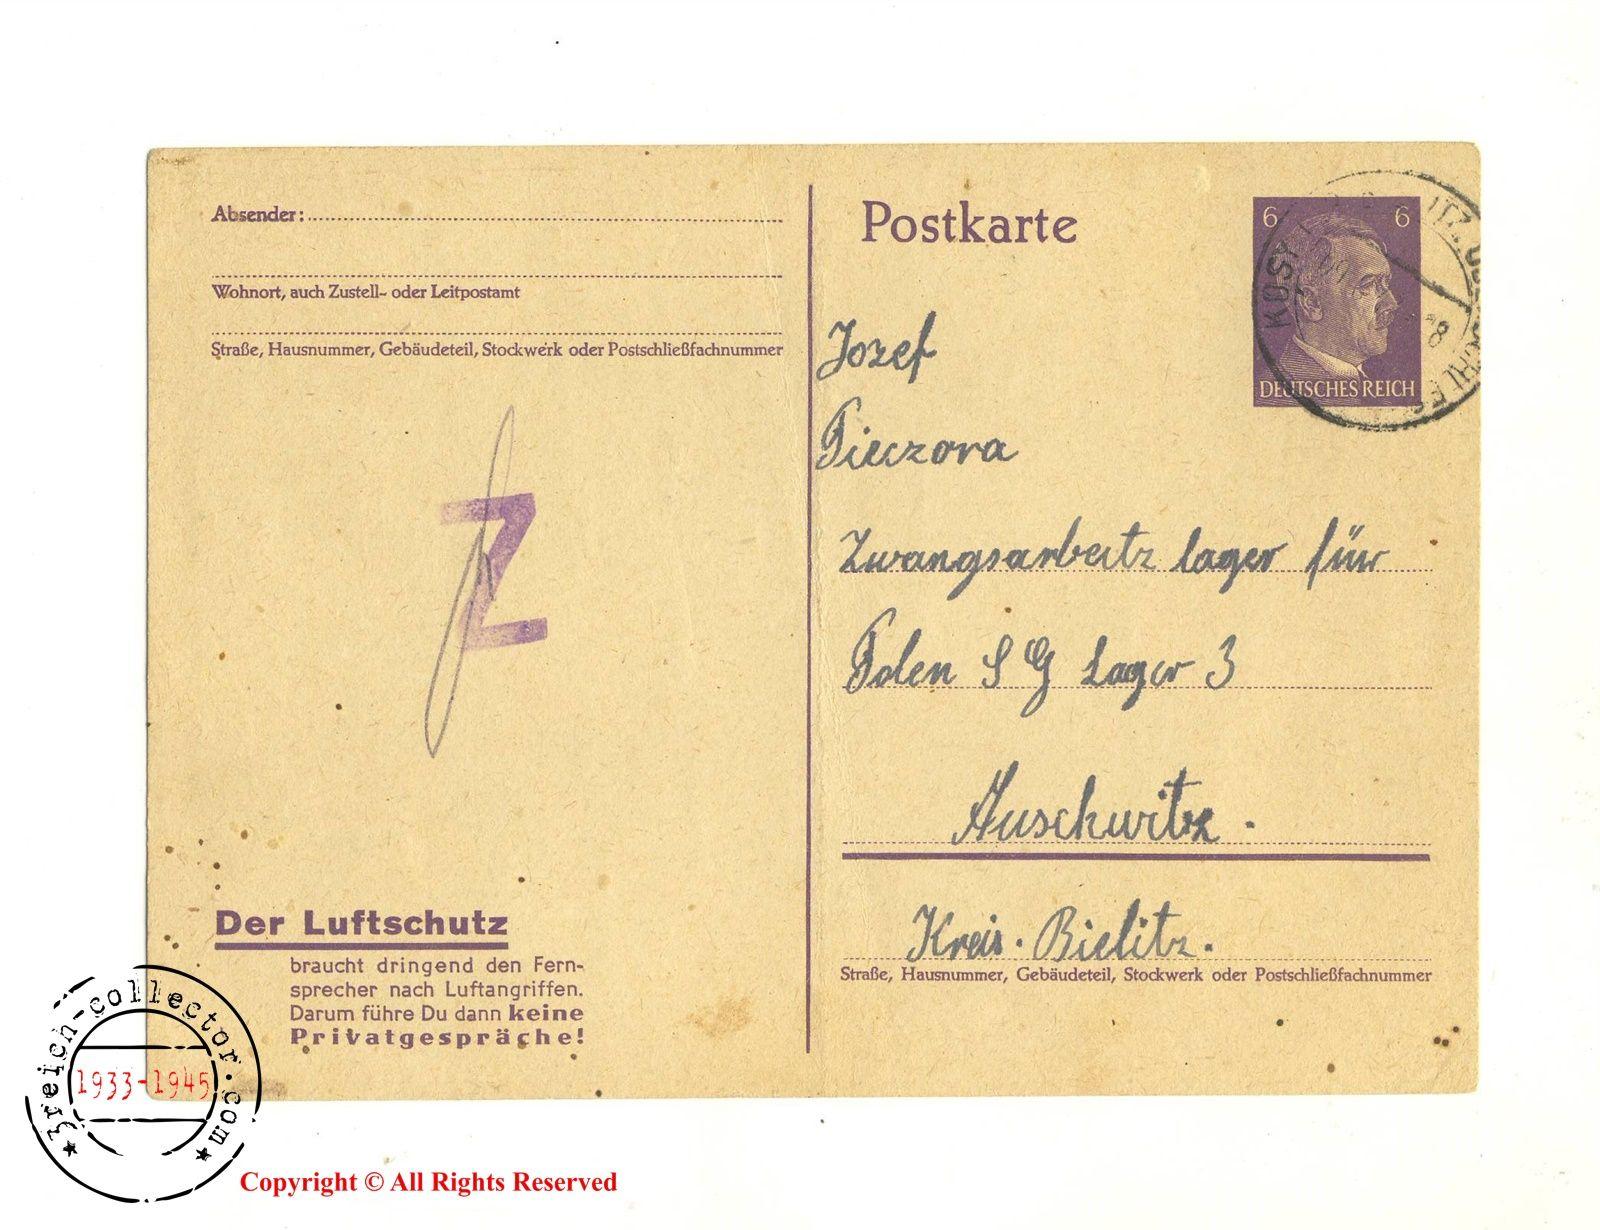 Absender:
Wohnort, auch Zustell- oder Leitpostamt
Straße, Hausnummer, Gebäudeteil, Stockwerk oder Postschließfachnummer
Z
Der Luftschutz
braucht dringend den Fern-
sprecher nach Luftangriffen.
Darum führe Du dann keine
Privatgespräche!
Postkarte
6 6
DEUTSCHES REICH
Jozef
Pieczora
Zwangsarbeitz lager für
Polen S G Lager 3
Auschwitz.
Kreis. Bielitz.
Straße, Hausnummer, Gebäudeteil, Stockwerk oder Postschließfachnummer
3reich-collector.com
1933-1945
Copyright © All Rights Reserved